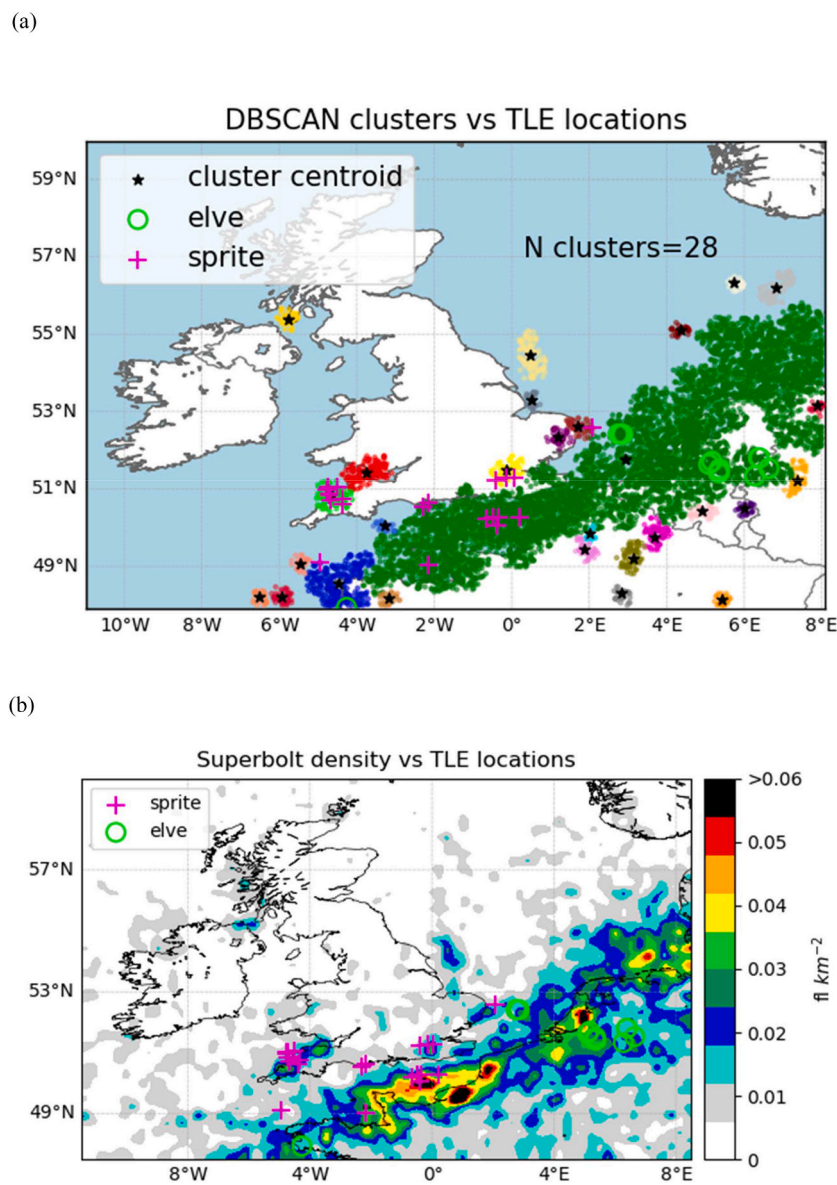 (a)
DBSCAN clusters vs TLE locations
cluster centroid
elve
sprite
N clusters=28
59°N
57°N
55°N
53°N
51°N
49°N
10°W 8°W 6°W 4°W 2°W 0° 2°E 4°E 6°E 8°E
(b)
Superbolt density vs TLE locations
sprite
elve
57°N
53°N
49°N
8°W 4°W 0° 4°E 8°E
>0.06
0.05
0.04
0.03
0.02
0.01
0
fl km⁻²